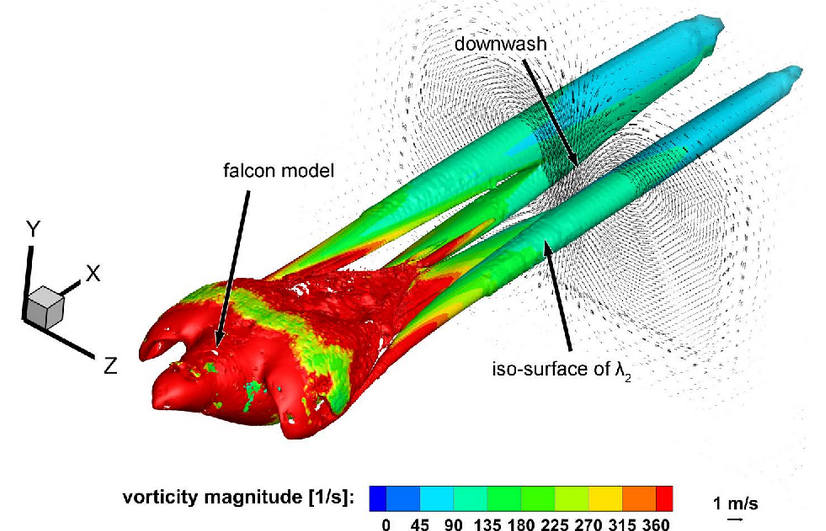 downwash
falcon model
Y
X
Z
iso-surface of λ₂
vorticity magnitude [1/s]:
0 45 90 135 180 225 270 315 360
1 m/s